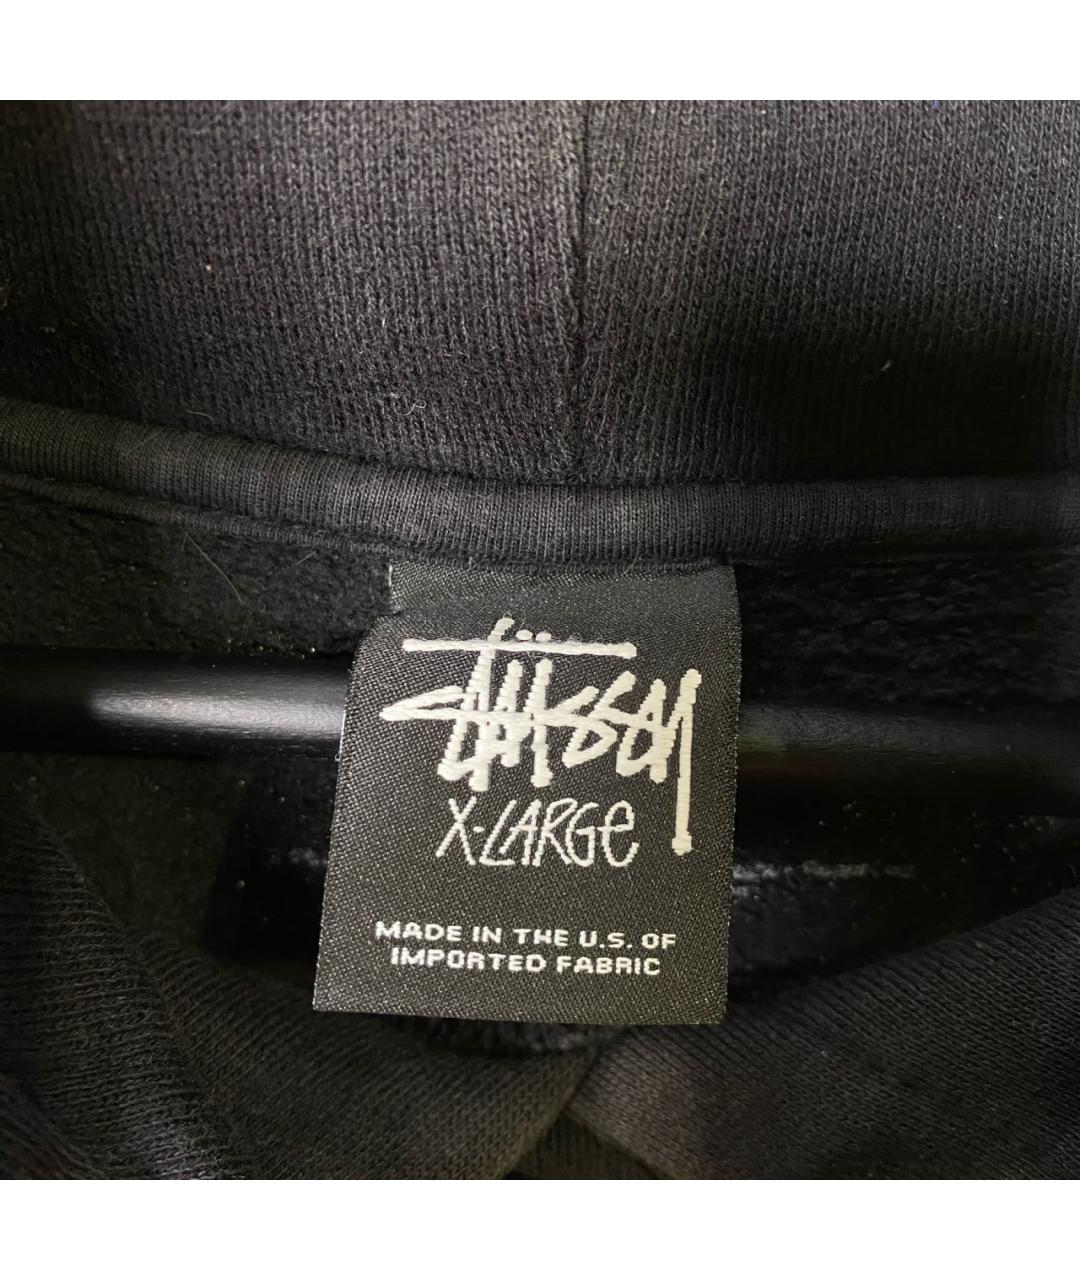 Stüssy
X-LARGe
MADE IN THE U.S. OF
IMPORTED FABRIC